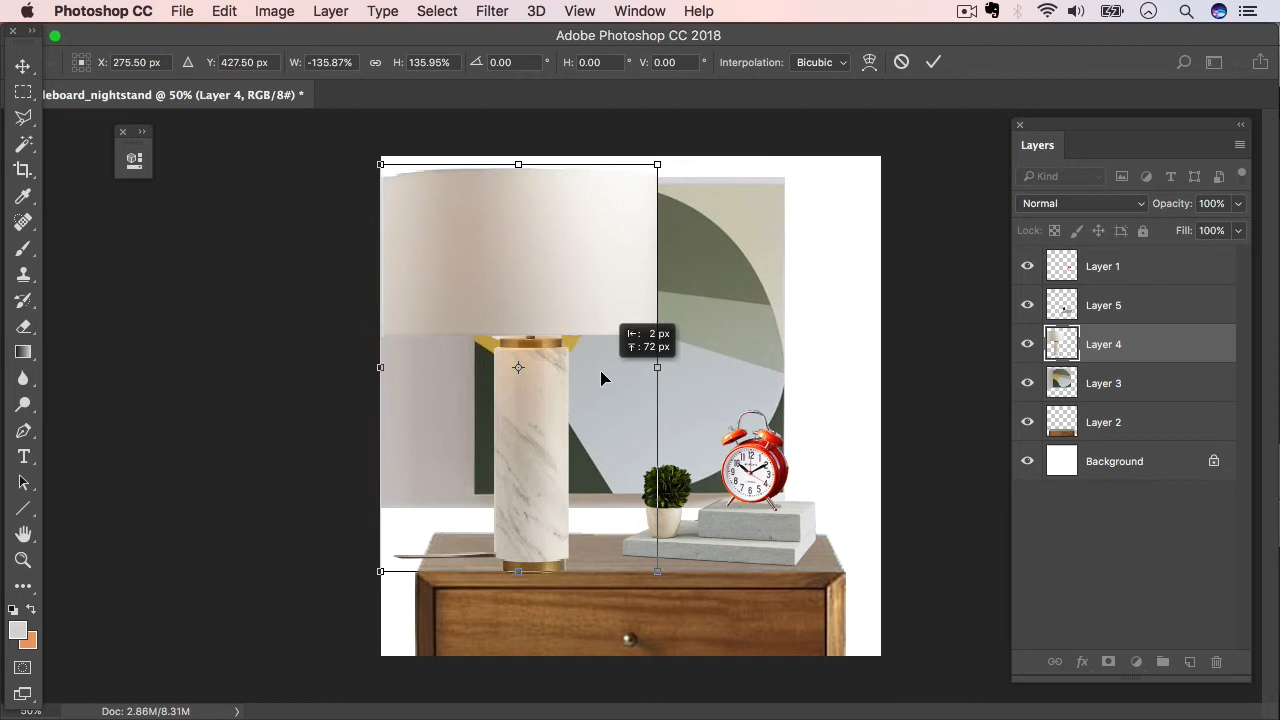 Photoshop CC File Edit Image Layer Type Select Filter 3D View Window Help
Adobe Photoshop CC 2018
X: 275.50 px Y: 427.50 px W: -135.87% H: 135.95% 0.00 ° H: 0.00 ° V: 0.00 ° Interpolation: Bicubic
leboard_nightstand @ 50% (Layer 4, RGB/8#) *
Layers
Kind
Normal Opacity: 100%
Lock: Fill: 100%
Layer 1
Layer 5
Layer 4
Layer 3
Layer 2
Background
2 px
72 px
50% Doc: 2.86M/8.31M